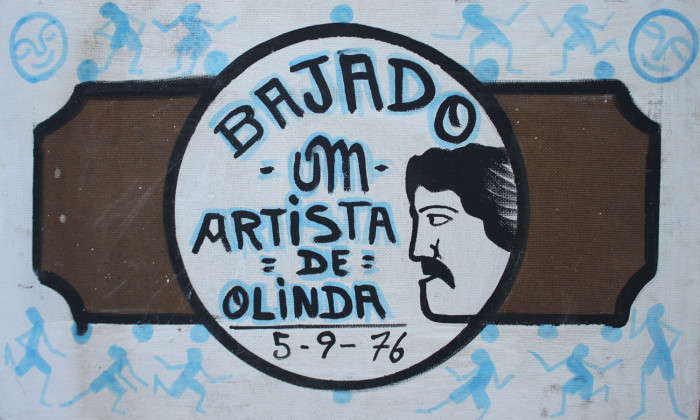 BAJADO
- UM -
ARTISTA
= DE =
OLINDA
5-9-76